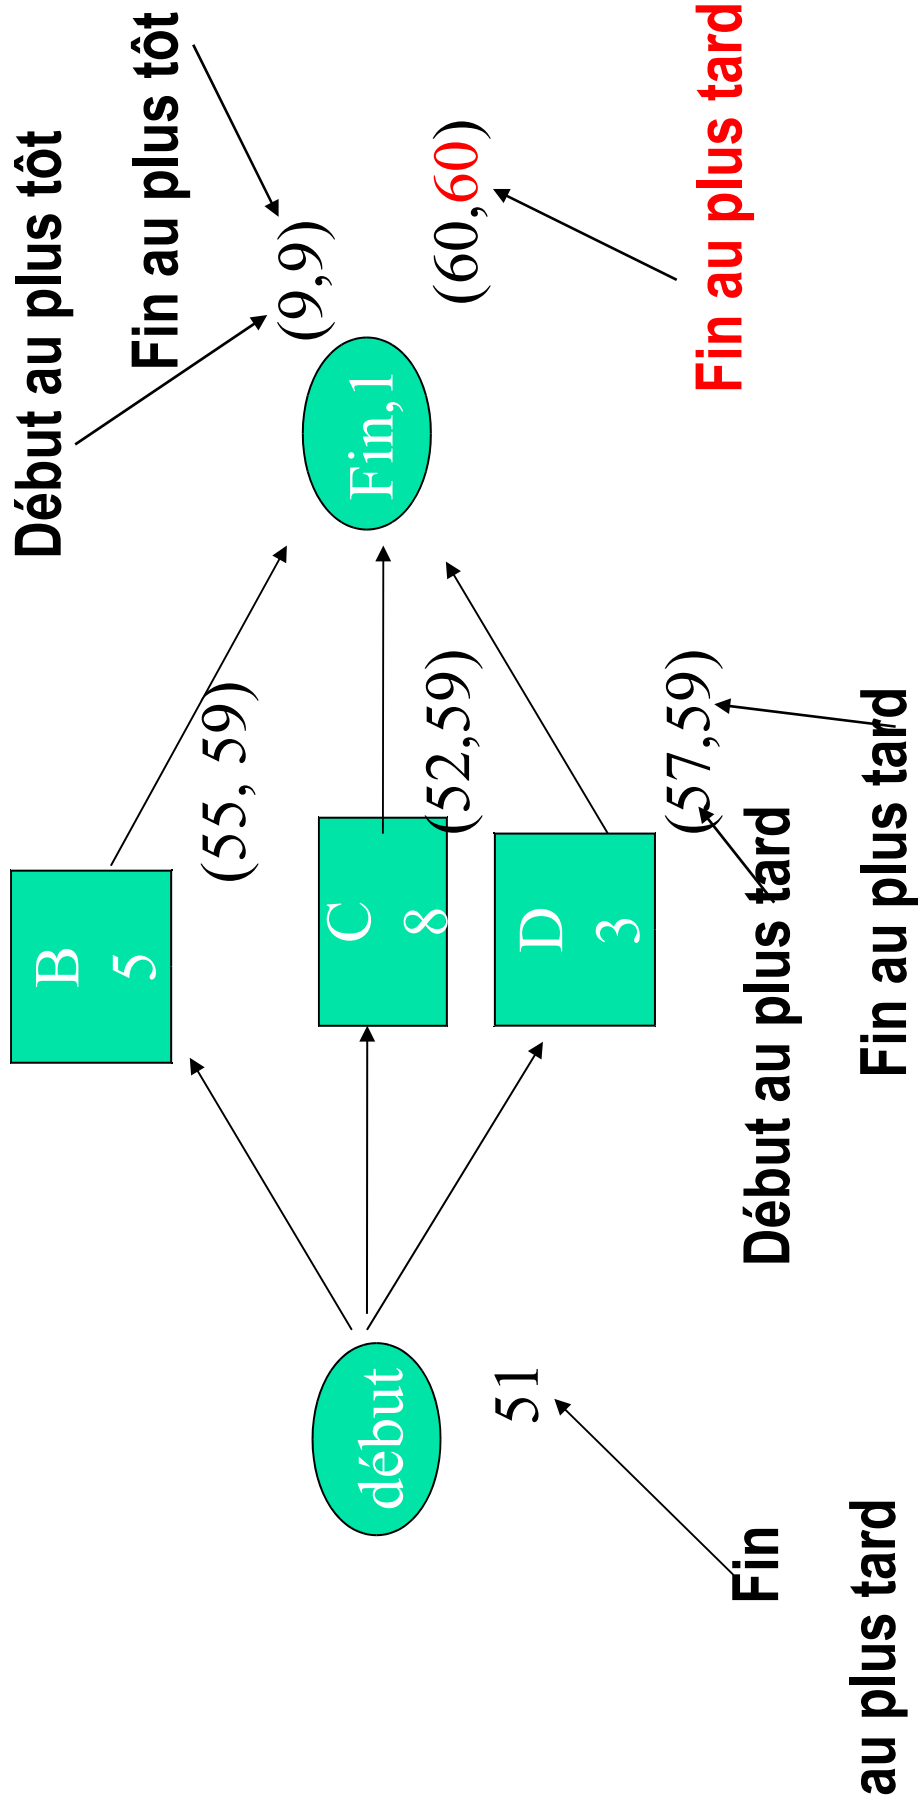 Début au plus tôt
Fin au plus tôt
B
5
(55, 59)
(9,9)
début
C
8
Fin,1
(52,59)
(60,60)
51
D
3
(57,59)
Fin au plus tard
Fin
au plus tard
Début au plus tard
Fin au plus tard